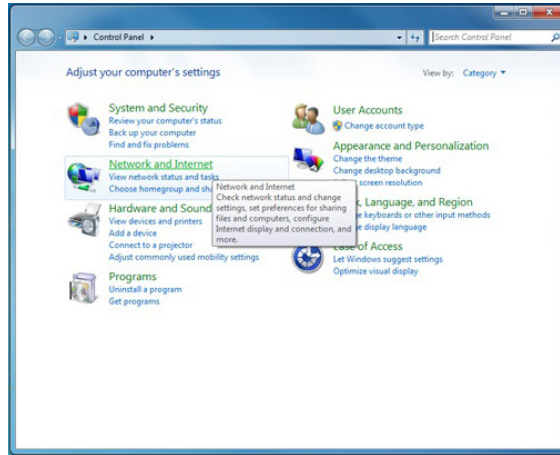 Control Panel
Search Control Panel
Adjust your computer's settings
View by: Category
System and Security
Review your computer's status
Back up your computer
Find and fix problems
Network and Internet
View network status and tasks
Choose homegroup and
Network and Internet
Check network status and change
settings, set preferences for sharing
files and computers, configure
Internet display and connection, and
more.
Hardware and Sound
View devices and printers
Add a device
Connect to a projector
Adjust commonly used mobility settings
Programs
Uninstall a program
Get programs
User Accounts
Change account type
Appearance and Personalization
Change the theme
Change desktop background
screen resolution
Language, and Region
keyboards or other input methods
display language
Ease of Access
Let Windows suggest settings
Optimize visual display